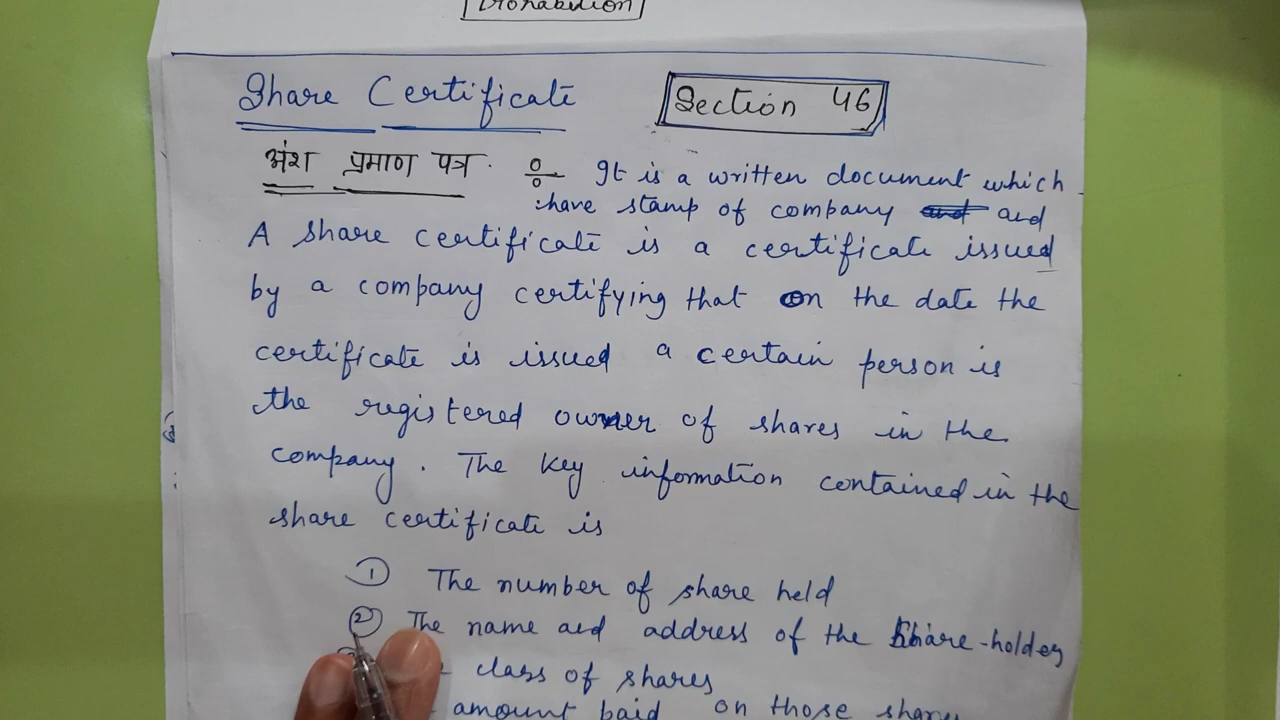 Prohabition
Share Certificate Section 46
अंश प्रमाण पत्र :- It is a written document which
have stamp of company and
A share certificate is a certificate issued
by a company certifying that on the date the
certificate is issued a certain person is
the registered owner of shares in the
company. The key information contained in the
share certificate is
① The number of share held
② The name and address of the Share-holder
class of shares
amount paid on those shares